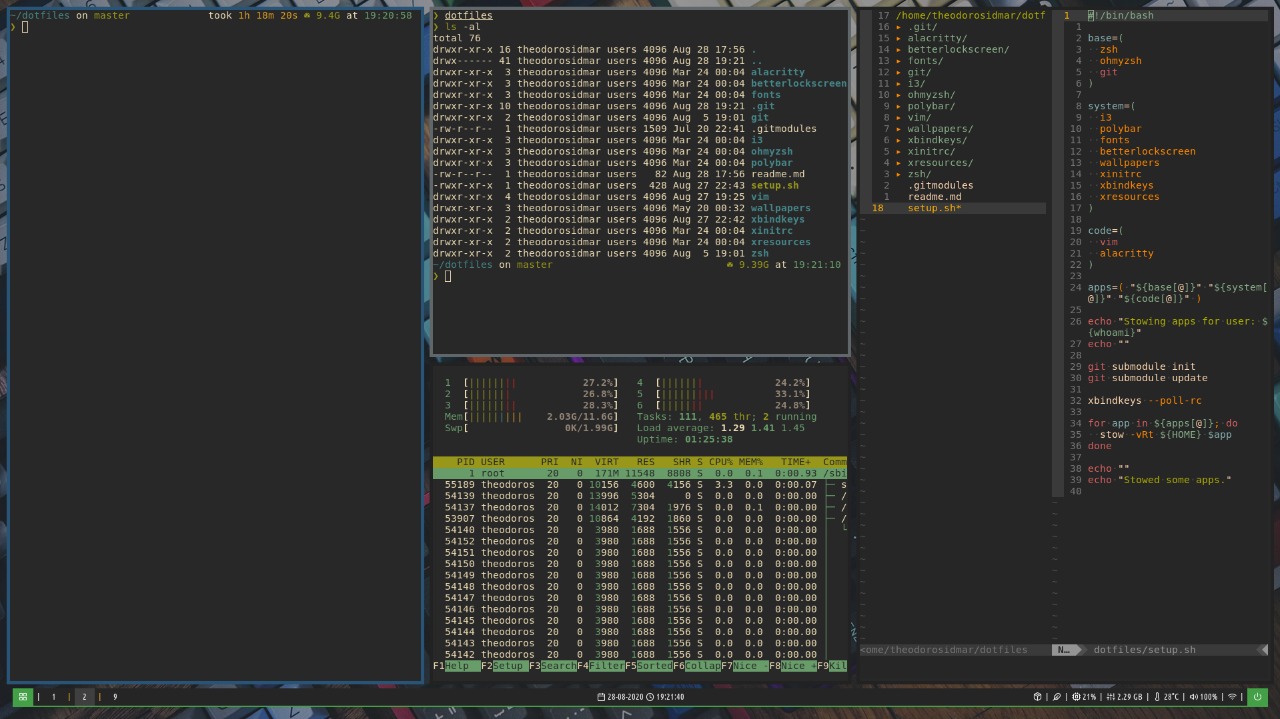 ~/dotfiles on master took 1h 18m 20s 9.4G at 19:20:58
❯
❯ dotfiles
❯ ls -al
total 76
drwxr-xr-x 16 theodorosidmar users 4096 Aug 28 17:56 .
drwx------ 41 theodorosidmar users 4096 Aug 28 19:21 ..
drwxr-xr-x 3 theodorosidmar users 4096 Mar 24 00:04 alacritty
drwxr-xr-x 3 theodorosidmar users 4096 Mar 24 00:04 betterlockscreen
drwxr-xr-x 3 theodorosidmar users 4096 Mar 24 00:04 fonts
drwxr-xr-x 10 theodorosidmar users 4096 Aug 28 19:21 .git
drwxr-xr-x 2 theodorosidmar users 4096 Aug 5 19:01 git
-rw-r--r-- 1 theodorosidmar users 1509 Jul 20 22:41 .gitmodules
drwxr-xr-x 3 theodorosidmar users 4096 Mar 24 00:04 i3
drwxr-xr-x 3 theodorosidmar users 4096 Mar 24 00:04 ohmyzsh
drwxr-xr-x 3 theodorosidmar users 4096 Mar 24 00:04 polybar
-rw-r--r-- 1 theodorosidmar users 82 Aug 28 17:56 readme.md
-rwxr-xr-x 1 theodorosidmar users 428 Aug 27 22:43 setup.sh
drwxr-xr-x 4 theodorosidmar users 4096 Aug 27 19:25 vim
drwxr-xr-x 2 theodorosidmar users 4096 May 20 00:32 wallpapers
drwxr-xr-x 2 theodorosidmar users 4096 Aug 27 22:42 xbindkeys
drwxr-xr-x 2 theodorosidmar users 4096 Mar 24 00:04 xinitrc
drwxr-xr-x 2 theodorosidmar users 4096 Mar 24 00:04 xresources
drwxr-xr-x 2 theodorosidmar users 4096 Aug 5 19:01 zsh
~/dotfiles on master 9.39G at 19:21:10
❯
1 [|||||||| 27.2%] 4 [||||||| 24.2%]
2 [|||||||| 26.8%] 5 [||||||||| 33.1%]
3 [|||||||| 28.3%] 6 [||||||| 24.8%]
Mem[||||||||| 2.03G/11.6G] Tasks: 111, 465 thr; 2 running
Swp[ 0K/1.99G] Load average: 1.29 1.41 1.45
Uptime: 01:25:38
PID USER PRI NI VIRT RES SHR S CPU% MEM% TIME+ Comm
1 root 20 0 171M 11548 8808 S 0.0 0.1 0:00.93 /sbi
55189 theodoros 20 0 10156 4600 4156 S 3.3 0.0 0:00.07 s
54139 theodoros 20 0 13996 5304 0 S 0.0 0.0 0:00.00 /
54137 theodoros 20 0 14012 7304 1976 S 0.0 0.1 0:00.00 /
53907 theodoros 20 0 10864 4192 1860 S 0.0 0.0 0:00.00 /
54140 theodoros 20 0 3980 1688 1556 S 0.0 0.0 0:00.00
54152 theodoros 20 0 3980 1688 1556 S 0.0 0.0 0:00.00
54151 theodoros 20 0 3980 1688 1556 S 0.0 0.0 0:00.00
54150 theodoros 20 0 3980 1688 1556 S 0.0 0.0 0:00.00
54149 theodoros 20 0 3980 1688 1556 S 0.0 0.0 0:00.00
54148 theodoros 20 0 3980 1688 1556 S 0.0 0.0 0:00.00
54147 theodoros 20 0 3980 1688 1556 S 0.0 0.0 0:00.00
54146 theodoros 20 0 3980 1688 1556 S 0.0 0.0 0:00.00
54145 theodoros 20 0 3980 1688 1556 S 0.0 0.0 0:00.00
54144 theodoros 20 0 3980 1688 1556 S 0.0 0.0 0:00.00
54143 theodoros 20 0 3980 1688 1556 S 0.0 0.0 0:00.00
54142 theodoros 20 0 3980 1688 1556 S 0.0 0.0 0:00.00
F1Help F2Setup F3SearchF4FilterF5SortedF6CollapF7Nice -F8Nice +F9Kil
17 /home/theodorosidmar/dotf
16 ▸ .git/
15 ▸ alacritty/
14 ▸ betterlockscreen/
13 ▸ fonts/
12 ▸ git/
11 ▸ i3/
10 ▸ ohmyzsh/
9 ▸ polybar/
8 ▸ vim/
7 ▸ wallpapers/
6 ▸ xbindkeys/
5 ▸ xinitrc/
4 ▸ xresources/
3 ▸ zsh/
2 .gitmodules
1 readme.md
18 setup.sh*
<ome/theodorosidmar/dotfiles
1 #!/bin/bash
1
2 base=(
3 zsh
4 ohmyzsh
5 git
6 )
7
8 system=(
9 i3
10 polybar
11 fonts
12 betterlockscreen
13 wallpapers
14 xinitrc
15 xbindkeys
16 xresources
17 )
18
19 code=(
20 vim
21 alacritty
22 )
23
24 apps=( "${base[@]}" "${system[
@]}" "${code[@]}" )
25
26 echo "Stowing apps for user: $
{whoami}"
27 echo ""
28
29 git submodule init
30 git submodule update
31
32 xbindkeys --poll-rc
33
34 for app in ${apps[@]}; do
35 stow -vRt ${HOME} $app
36 done
37
38 echo ""
39 echo "Stowed some apps."
40
N… dotfiles/setup.sh
1 | 2 | 9
28-08-2020 19:21:40
21% | 2.29 GB | 28°C | 100%